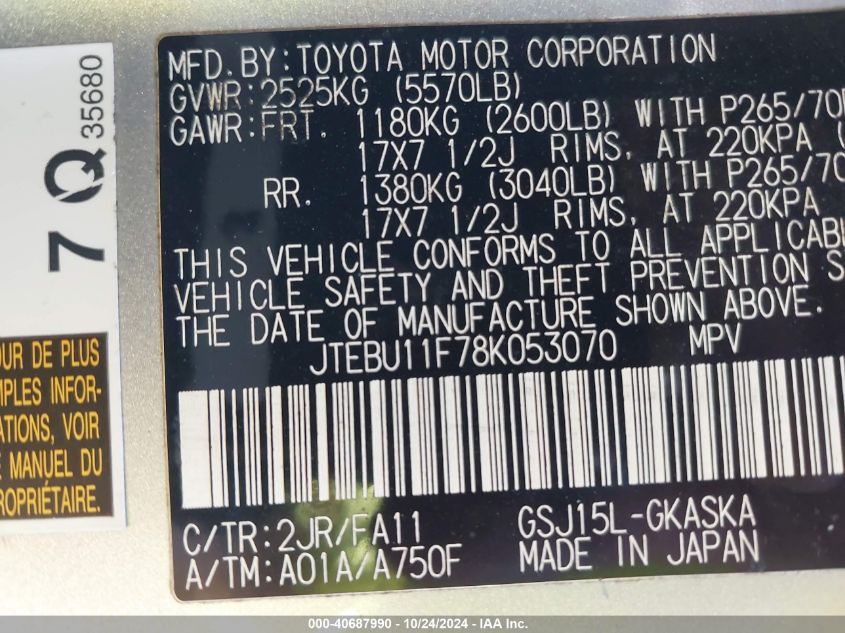 MFD.BY:TOYOTA MOTOR CORPORATION
GVWR:2525KG (5570LB)
GAWR:FRT. 1180KG (2600LB) WITH P265/70
17X7 1/2J RIMS, AT 220KPA (
RR. 1380KG (3040LB) WITH P265/70
17X7 1/2J RIMS, AT 220KPA
THIS VEHICLE CONFORMS TO ALL APPLICABL
VEHICLE SAFETY AND THEFT PREVENTION S
THE DATE OF MANUFACTURE SHOWN ABOVE.
JTEBU11F78K053070 MPV
C/TR:2JR/FA11 GSJ15L-GKASKA
A/TM:A01A/A750F MADE IN JAPAN
7 Q 35680
UR DE PLUS
MPLES INFOR-
ATIONS, VOIR
E MANUEL DU
PROPRIÉTAIRE.
000-40687990 - 10/24/2024 - IAA Inc.